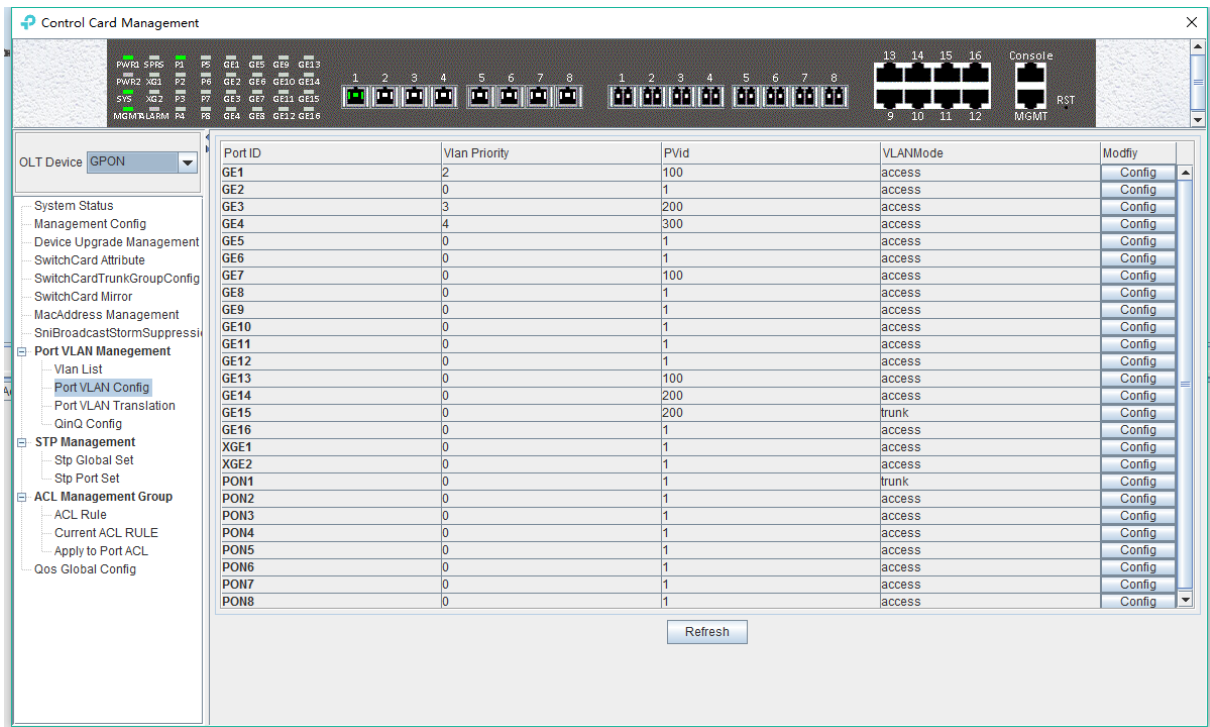 Control Card Management
PWR1 SPRS P1 P5 GE1 GE5 GE9 GE13
PWR2 XG1 P2 P6 GE2 GE6 GE10 GE14
SYS XG2 P3 P7 GE3 GE7 GE11 GE15
MGMT ALARM P4 P8 GE4 GE8 GE12 GE16
1 2 3 4 5 6 7 8
1 2 3 4 5 6 7 8
13 14 15 16
9 10 11 12
Console
MGMT
RST
OLT Device GPON
System Status
Management Config
Device Upgrade Management
SwitchCard Attribute
SwitchCardTrunkGroupConfig
SwitchCard Mirror
MacAddress Management
SniBroadcastStormSuppressi
Port VLAN Manegement
Vlan List
Port VLAN Config
Port VLAN Translation
QinQ Config
STP Management
Stp Global Set
Stp Port Set
ACL Management Group
ACL Rule
Current ACL RULE
Apply to Port ACL
Qos Global Config
Port ID Vlan Priority PVid VLANMode Modfiy
GE1 2 100 access Config
GE2 0 1 access Config
GE3 3 200 access Config
GE4 4 300 access Config
GE5 0 1 access Config
GE6 0 1 access Config
GE7 0 100 access Config
GE8 0 1 access Config
GE9 0 1 access Config
GE10 0 1 access Config
GE11 0 1 access Config
GE12 0 1 access Config
GE13 0 100 access Config
GE14 0 200 access Config
GE15 0 200 trunk Config
GE16 0 1 access Config
XGE1 0 1 access Config
XGE2 0 1 access Config
PON1 0 1 trunk Config
PON2 0 1 access Config
PON3 0 1 access Config
PON4 0 1 access Config
PON5 0 1 access Config
PON6 0 1 access Config
PON7 0 1 access Config
PON8 0 1 access Config
Refresh